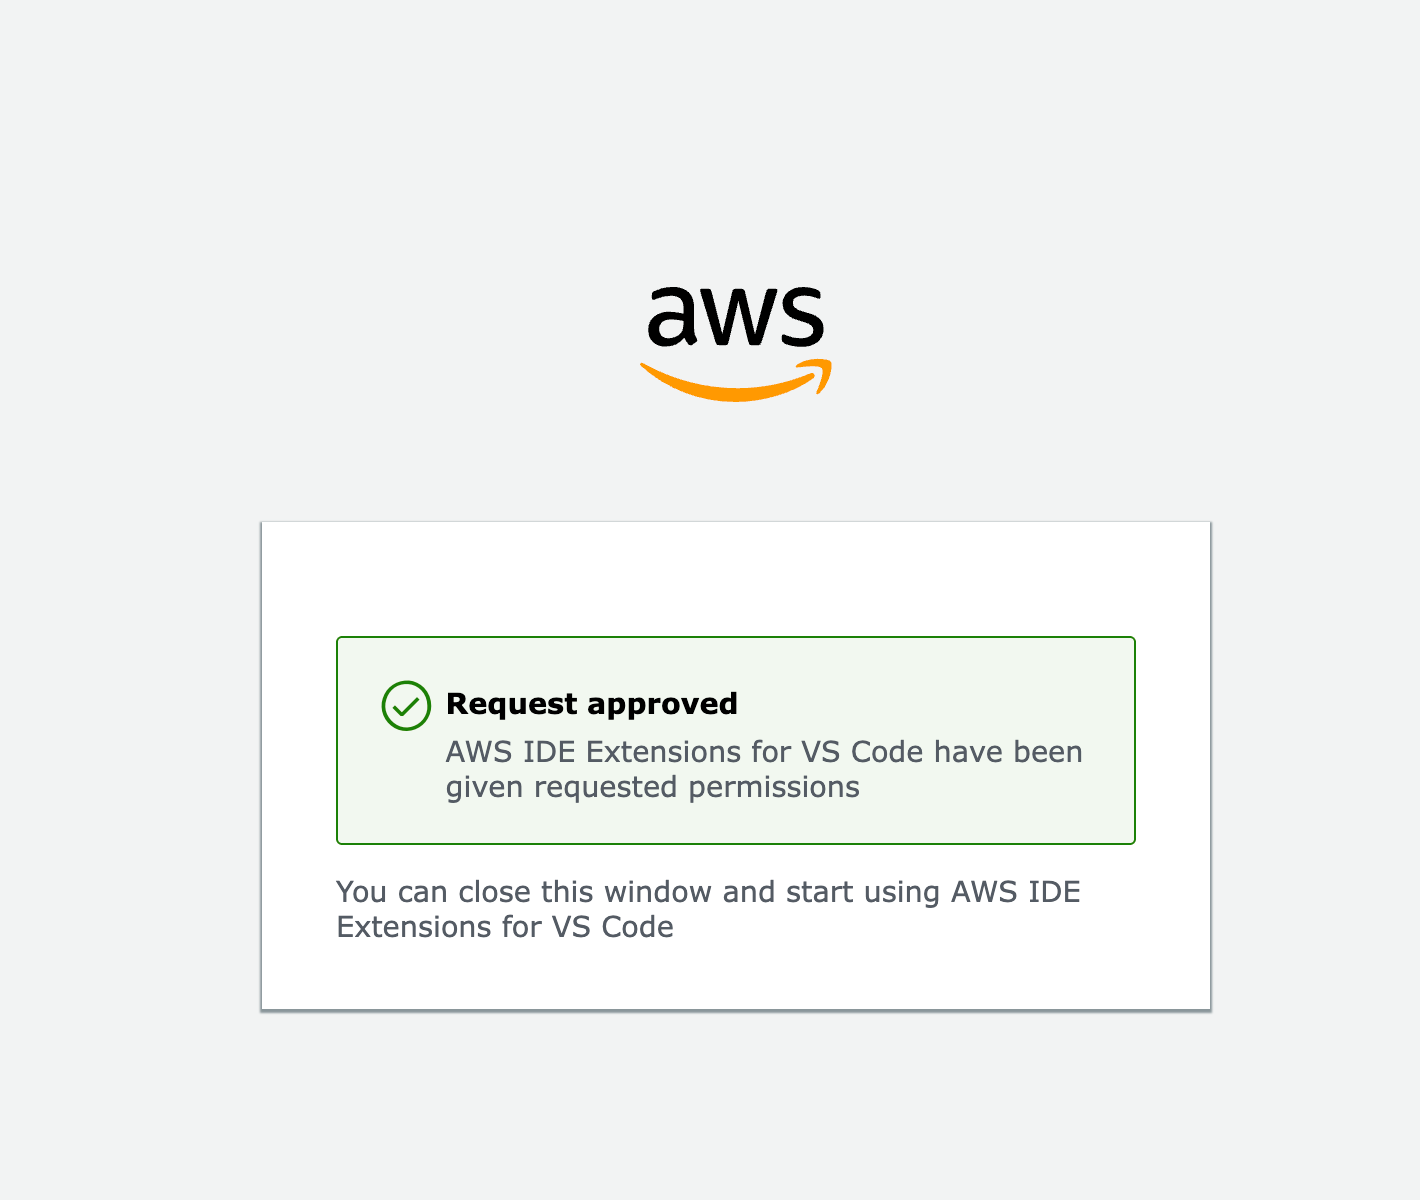 aws
Request approved
AWS IDE Extensions for VS Code have been
given requested permissions
You can close this window and start using AWS IDE
Extensions for VS Code